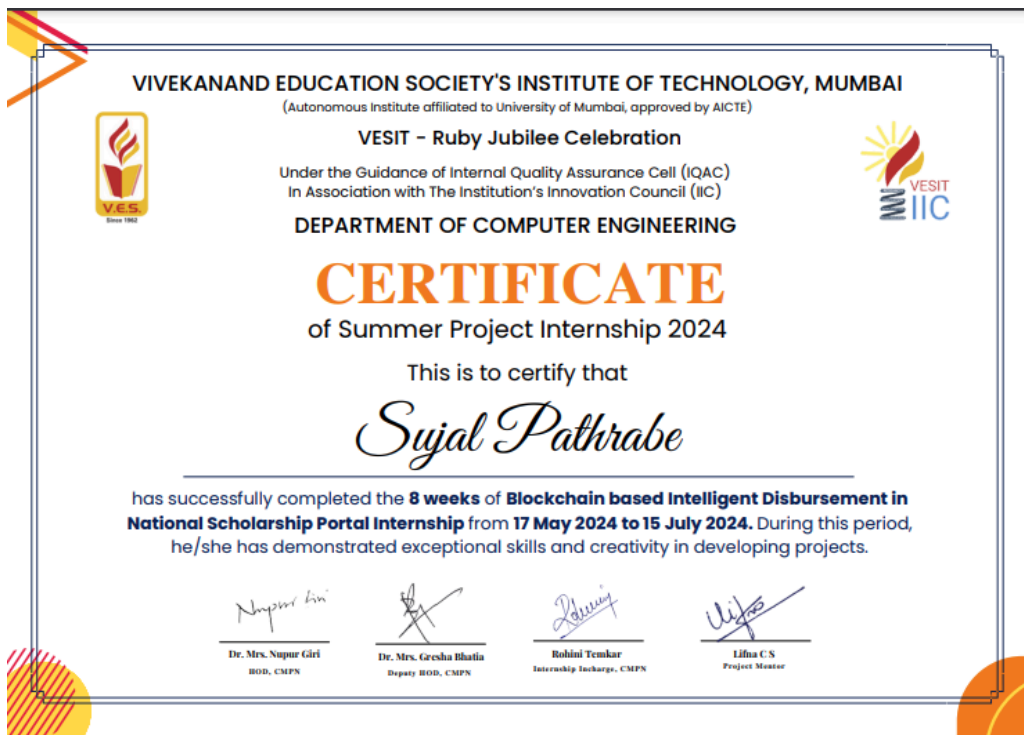 VIVEKANAND EDUCATION SOCIETY'S INSTITUTE OF TECHNOLOGY, MUMBAI
(Autonomous Institute affiliated to University of Mumbai, approved by AICTE)
VESIT - Ruby Jubilee Celebration
Under the Guidance of Internal Quality Assurance Cell (IQAC)
In Association with The Institution's Innovation Council (IIC)
DEPARTMENT OF COMPUTER ENGINEERING
V.E.S.
Since 1962
VESIT
IIC
CERTIFICATE
of Summer Project Internship 2024
This is to certify that
Sujal Pathrabe
has successfully completed the 8 weeks of Blockchain based Intelligent Disbursement in
National Scholarship Portal Internship from 17 May 2024 to 15 July 2024. During this period,
he/she has demonstrated exceptional skills and creativity in developing projects.
Dr. Mrs. Nupur Giri
HOD, CMPN
Dr. Mrs. Gresha Bhatia
Deputy HOD, CMPN
Rohini Temkar
Internship Incharge, CMPN
Lifna C S
Project Mentor